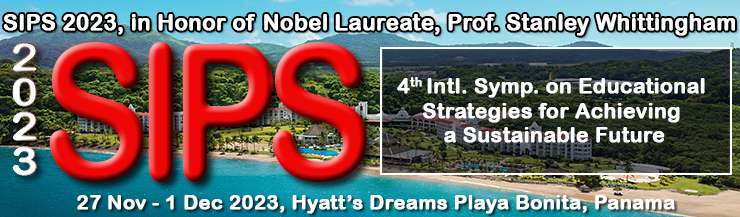 SIPS 2023, in Honor of Nobel Laureate, Prof. Stanley Whittingham
2023
SIPS
4th Intl. Symp. on Educational
Strategies for Achieving
a Sustainable Future
27 Nov - 1 Dec 2023, Hyatt's Dreams Playa Bonita, Panama